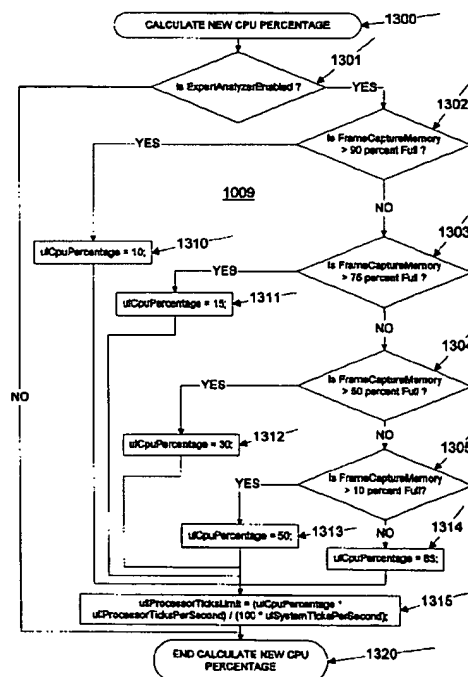 CALCULATE NEW CPU PERCENTAGE
1300
1301
Is ExpertAnalyzerEnabled ?
YES
1302
Is FrameCaptureMemory
> 90 percent Full ?
YES
1009
NO
1303
1310
ulCpuPercentage = 10;
Is FrameCaptureMemory
> 75 percent Full ?
YES
1311
ulCpuPercentage = 15;
NO
1304
Is FrameCaptureMemory
> 50 percent Full ?
YES
NO
NO
1312
ulCpuPercentage = 30;
1305
Is FrameCaptureMemory
> 10 percent Full?
YES
NO
1314
ulCpuPercentage = 50;
1313
ulCpuPercentage = 85;
1315
ulProcessorTicksLimit = (ulCpuPercentage *
ulProcessorTicksPerSecond) / (100 * ulSystemTicksPerSecond);
END CALCULATE NEW CPU
PERCENTAGE
1320